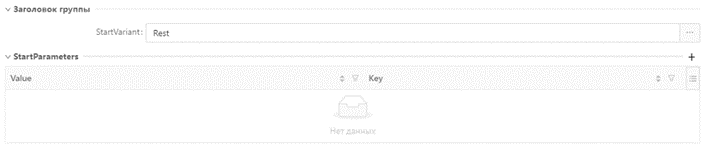 Заголовок группы
StartVariant: Rest ...
StartParameters
Value Key
Нет данных